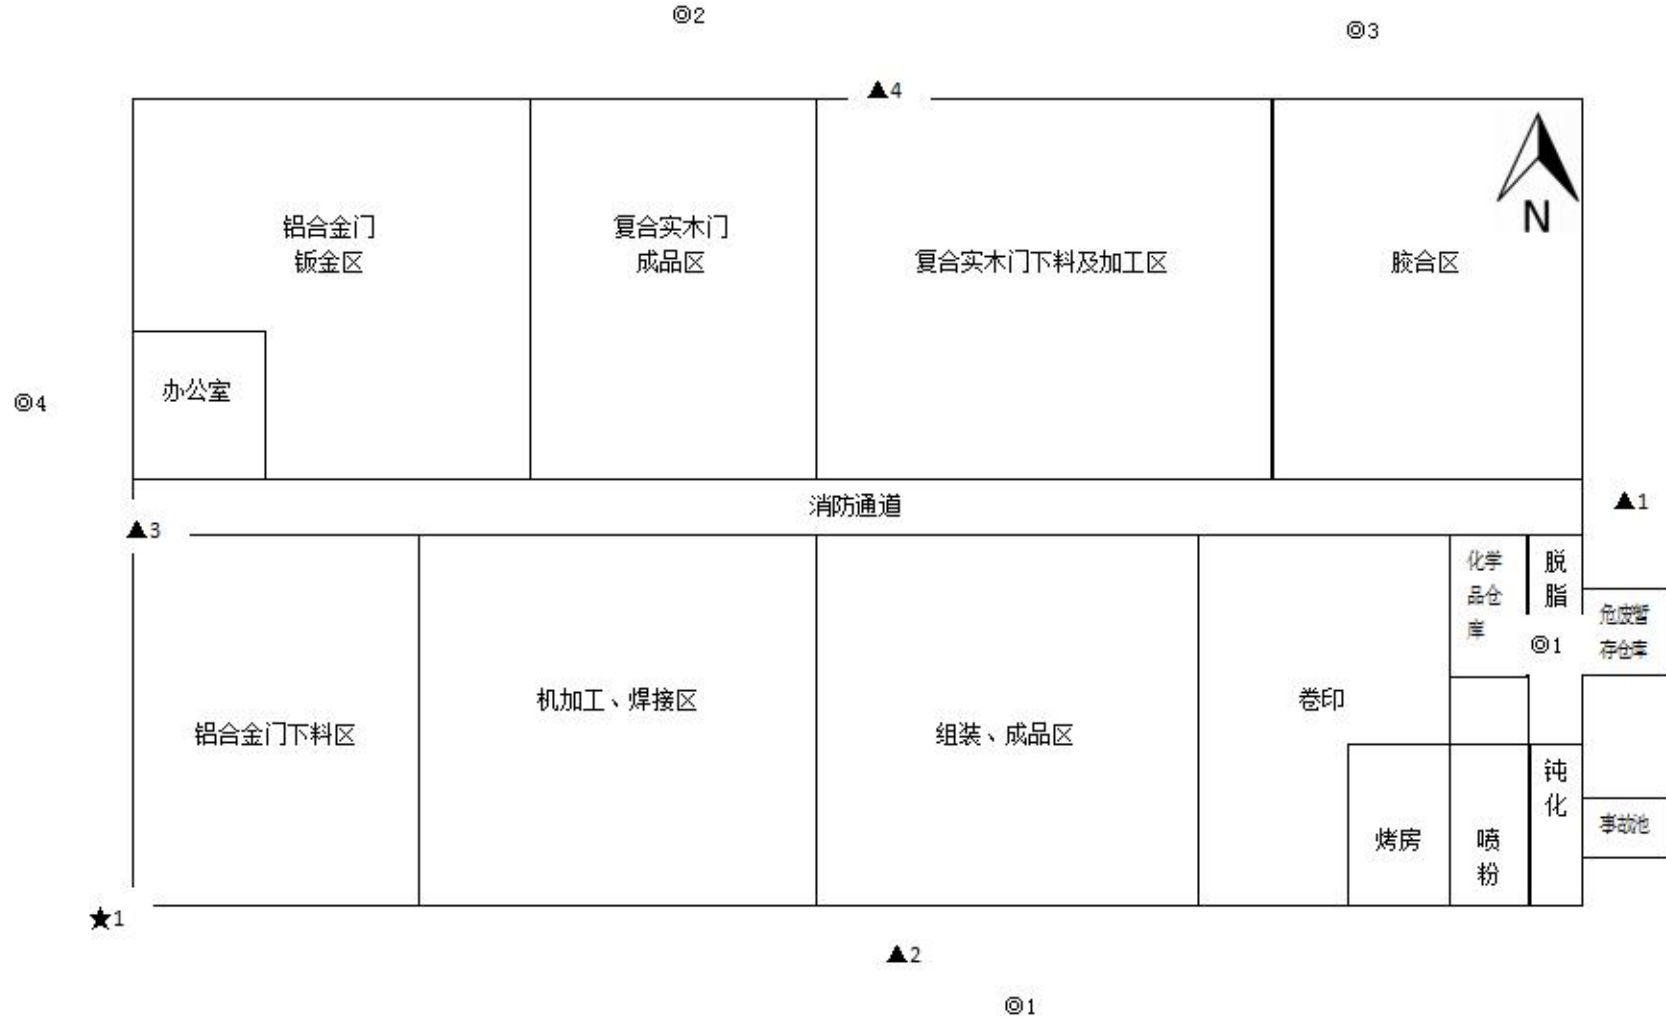 ◎2
◎3
▲4
N
铝合金门
钣金区
复合实木门
成品区
复合实木门下料及加工区
胶合区
办公室
◎4
消防通道
▲1
▲3
化学
品仓
库
脱
脂
危废暂
存仓库
◎1
铝合金门下料区
机加工、焊接区
组装、成品区
卷印
钝
化
烤房
喷
粉
事故池
★1
▲2
◎1